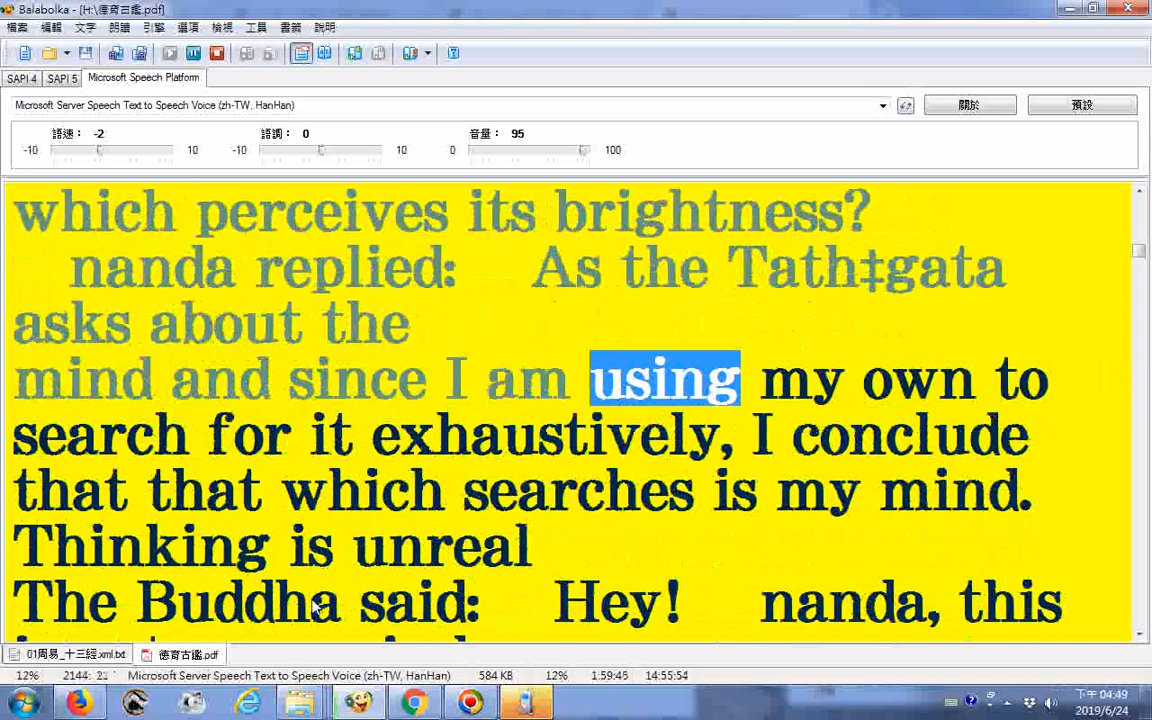 Balabolka - [H:\德育古鑑.pdf]
檔案 編輯 文字 朗讀 引擎 選項 檢視 工具 書籤 說明
SAPI 4 SAPI 5 Microsoft Speech Platform
Microsoft Server Speech Text to Speech Voice (zh-TW, HanHan) 關於 預設
語速： -2 語調： 0 音量： 95
-10 10 -10 10 0 100
which perceives its brightness?
nanda replied: As the Tath‡gata
asks about the
mind and since I am using my own to
search for it exhaustively, I conclude
that that which searches is my mind.
Thinking is unreal
The Buddha said: Hey! nanda, this
01周易_十三經.xml.txt 德育古鑑.pdf
12% Microsoft Server Speech Text to Speech Voice (zh-TW, HanHan) 584 KB 12% 1:59:45 14:55:54
下午 04:49
2019/6/24